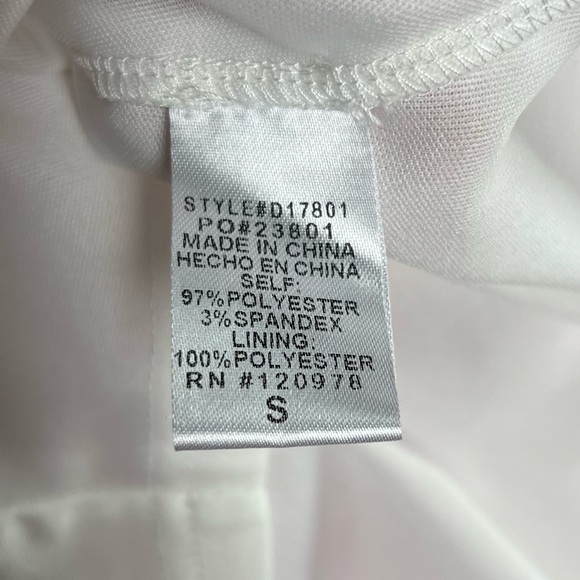 STYLE#D17801
PO#23801
MADE IN CHINA
HECHO EN CHINA
SELF:
97%POLYESTER
3%SPANDEX
LINING:
100%POLYESTER
RN #120978
S